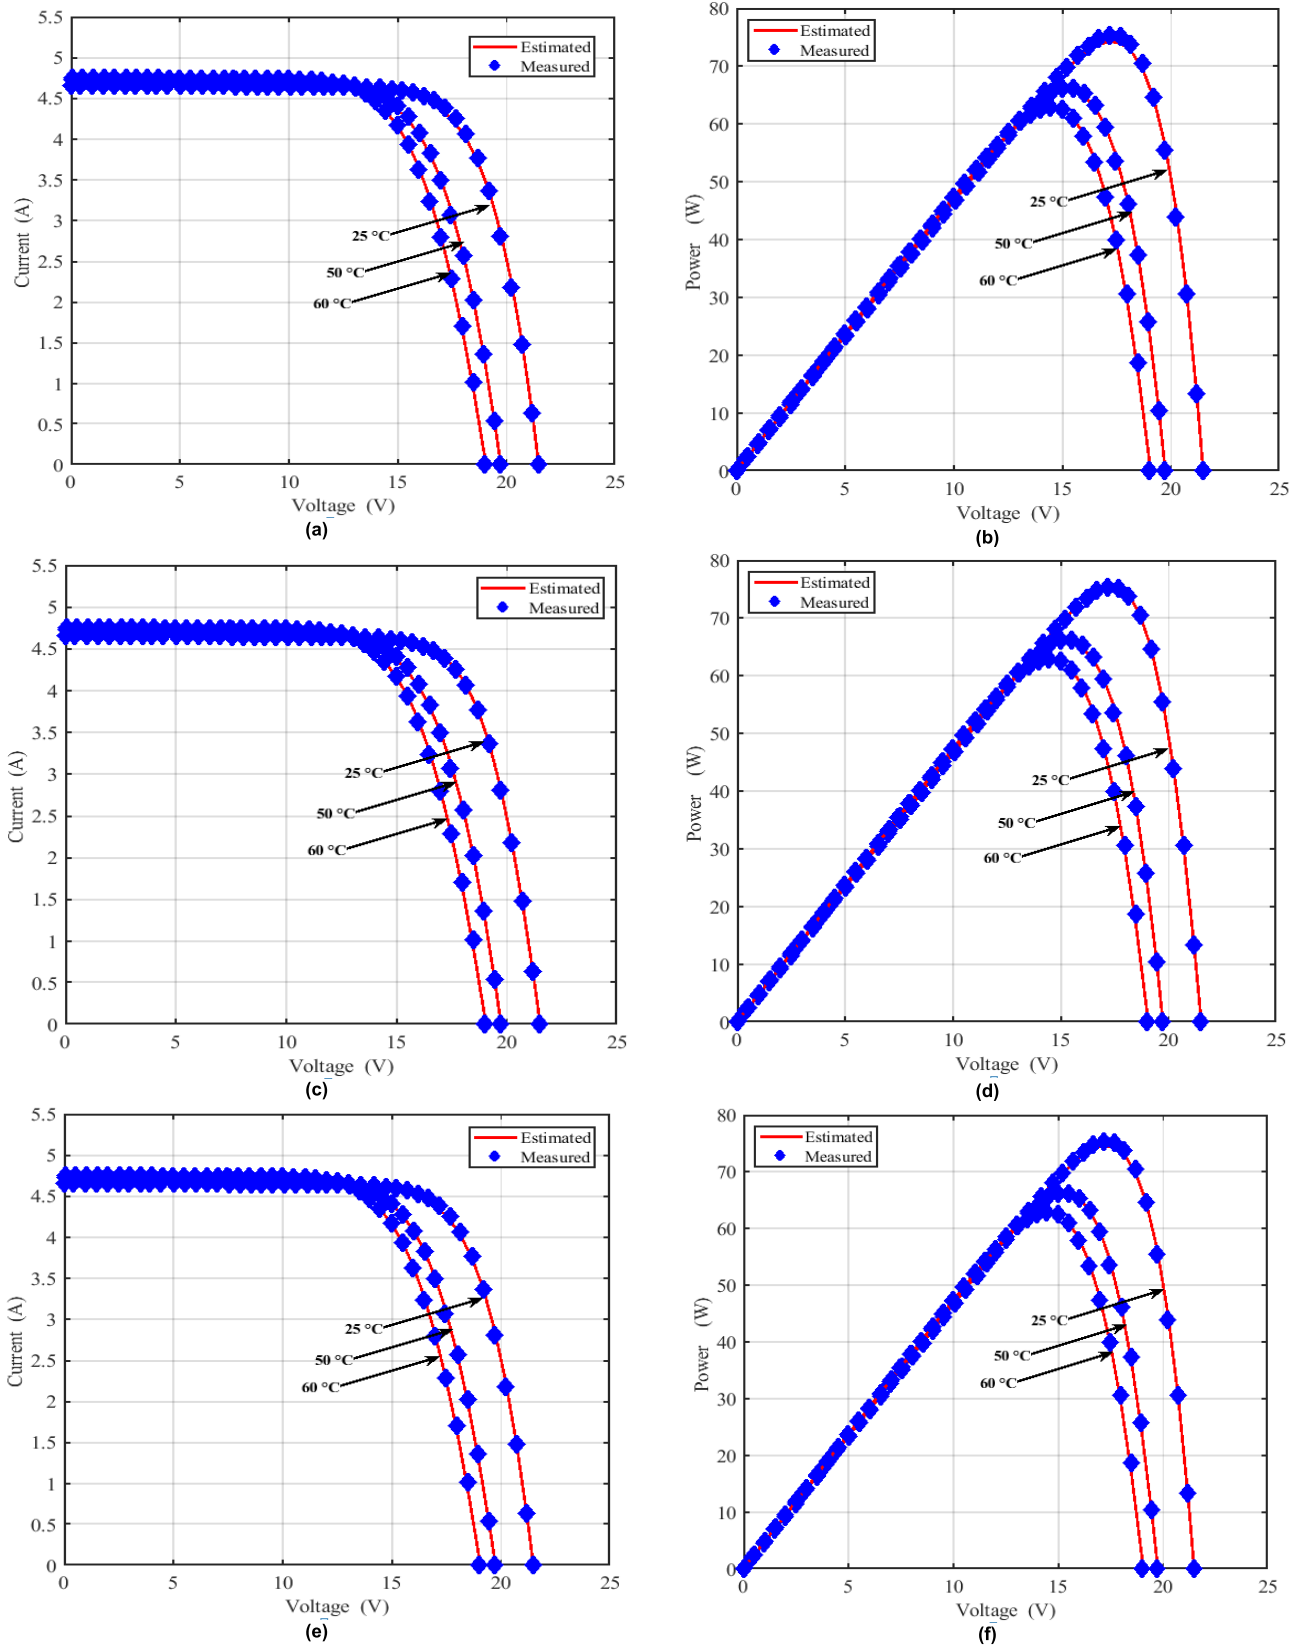 5.5
5
4.5
4
3.5
3
2.5
2
1.5
1
0.5
0
Current (A)
Estimated
Measured
25 °C
50 °C
60 °C
0 5 10 15 20 25
Voltage (V)
(a)
80
70
60
50
40
30
20
10
0
Power (W)
Estimated
Measured
25 °C
50 °C
60 °C
0 5 10 15 20 25
Voltage (V)
(b)
5.5
5
4.5
4
3.5
3
2.5
2
1.5
1
0.5
0
Current (A)
Estimated
Measured
25 °C
50 °C
60 °C
0 5 10 15 20 25
Voltage (V)
(c)
80
70
60
50
40
30
20
10
0
Power (W)
Estimated
Measured
25 °C
50 °C
60 °C
0 5 10 15 20 25
Voltage (V)
(d)
5.5
5
4.5
4
3.5
3
2.5
2
1.5
1
0.5
0
Current (A)
Estimated
Measured
25 °C
50 °C
60 °C
0 5 10 15 20 25
Voltage (V)
(e)
80
70
60
50
40
30
20
10
0
Power (W)
Estimated
Measured
25 °C
50 °C
60 °C
0 5 10 15 20 25
Voltage (V)
(f)